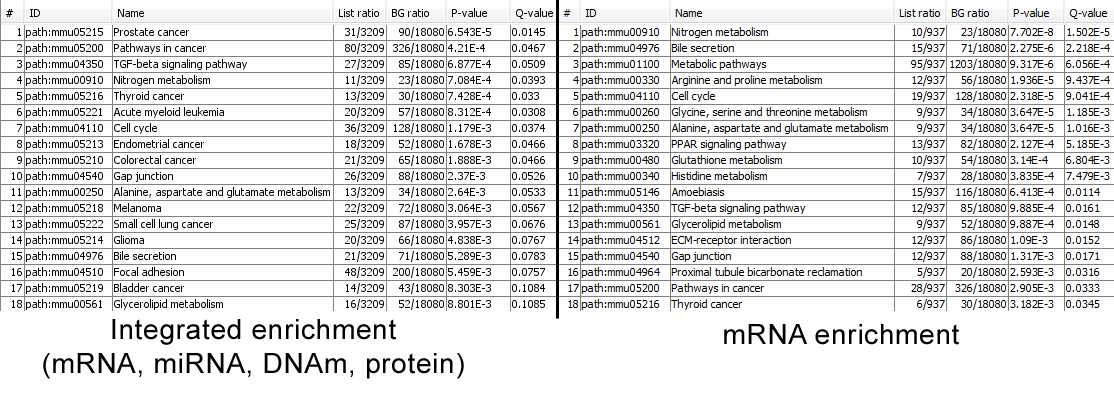 # ID Name List ratio BG ratio P-value Q-value
1 path:mmu05215 Prostate cancer 31/3209 90/18080 6.543E-5 0.0145
2 path:mmu05200 Pathways in cancer 80/3209 326/18080 4.21E-4 0.0467
3 path:mmu04350 TGF-beta signaling pathway 27/3209 85/18080 6.877E-4 0.0509
4 path:mmu00910 Nitrogen metabolism 11/3209 23/18080 7.084E-4 0.0393
5 path:mmu05216 Thyroid cancer 13/3209 30/18080 7.428E-4 0.033
6 path:mmu05221 Acute myeloid leukemia 20/3209 57/18080 8.312E-4 0.0308
7 path:mmu04110 Cell cycle 36/3209 128/18080 1.179E-3 0.0374
8 path:mmu05213 Endometrial cancer 18/3209 52/18080 1.678E-3 0.0466
9 path:mmu05210 Colorectal cancer 21/3209 65/18080 1.888E-3 0.0466
10 path:mmu04540 Gap junction 26/3209 88/18080 2.37E-3 0.0526
11 path:mmu00250 Alanine, aspartate and glutamate metabolism 13/3209 34/18080 2.64E-3 0.0533
12 path:mmu05218 Melanoma 22/3209 72/18080 3.064E-3 0.0567
13 path:mmu05222 Small cell lung cancer 25/3209 87/18080 3.957E-3 0.0676
14 path:mmu05214 Glioma 20/3209 66/18080 4.838E-3 0.0767
15 path:mmu04976 Bile secretion 21/3209 71/18080 5.289E-3 0.0783
16 path:mmu04510 Focal adhesion 48/3209 200/18080 5.459E-3 0.0757
17 path:mmu05219 Bladder cancer 14/3209 43/18080 8.303E-3 0.1084
18 path:mmu00561 Glycerolipid metabolism 16/3209 52/18080 8.801E-3 0.1085
Integrated enrichment
(mRNA, miRNA, DNAm, protein)
# ID Name List ratio BG ratio P-value Q-value
1 path:mmu00910 Nitrogen metabolism 10/937 23/18080 7.702E-8 1.502E-5
2 path:mmu04976 Bile secretion 15/937 71/18080 2.275E-6 2.218E-4
3 path:mmu01100 Metabolic pathways 95/937 1203/18080 9.317E-6 6.056E-4
4 path:mmu00330 Arginine and proline metabolism 12/937 56/18080 1.936E-5 9.437E-4
5 path:mmu04110 Cell cycle 19/937 128/18080 2.318E-5 9.041E-4
6 path:mmu00260 Glycine, serine and threonine metabolism 9/937 34/18080 3.647E-5 1.185E-3
7 path:mmu00250 Alanine, aspartate and glutamate metabolism 9/937 34/18080 3.647E-5 1.016E-3
8 path:mmu03320 PPAR signaling pathway 13/937 82/18080 2.127E-4 5.185E-3
9 path:mmu00480 Glutathione metabolism 10/937 54/18080 3.14E-4 6.804E-3
10 path:mmu00340 Histidine metabolism 7/937 28/18080 3.835E-4 7.479E-3
11 path:mmu05146 Amoebiasis 15/937 116/18080 6.413E-4 0.0114
12 path:mmu04350 TGF-beta signaling pathway 12/937 85/18080 9.885E-4 0.0161
13 path:mmu00561 Glycerolipid metabolism 9/937 52/18080 9.887E-4 0.0148
14 path:mmu04512 ECM-receptor interaction 12/937 86/18080 1.09E-3 0.0152
15 path:mmu04540 Gap junction 12/937 88/18080 1.317E-3 0.0171
16 path:mmu04964 Proximal tubule bicarbonate reclamation 5/937 20/18080 2.593E-3 0.0316
17 path:mmu05200 Pathways in cancer 28/937 326/18080 2.905E-3 0.0333
18 path:mmu05216 Thyroid cancer 6/937 30/18080 3.182E-3 0.0345
mRNA enrichment